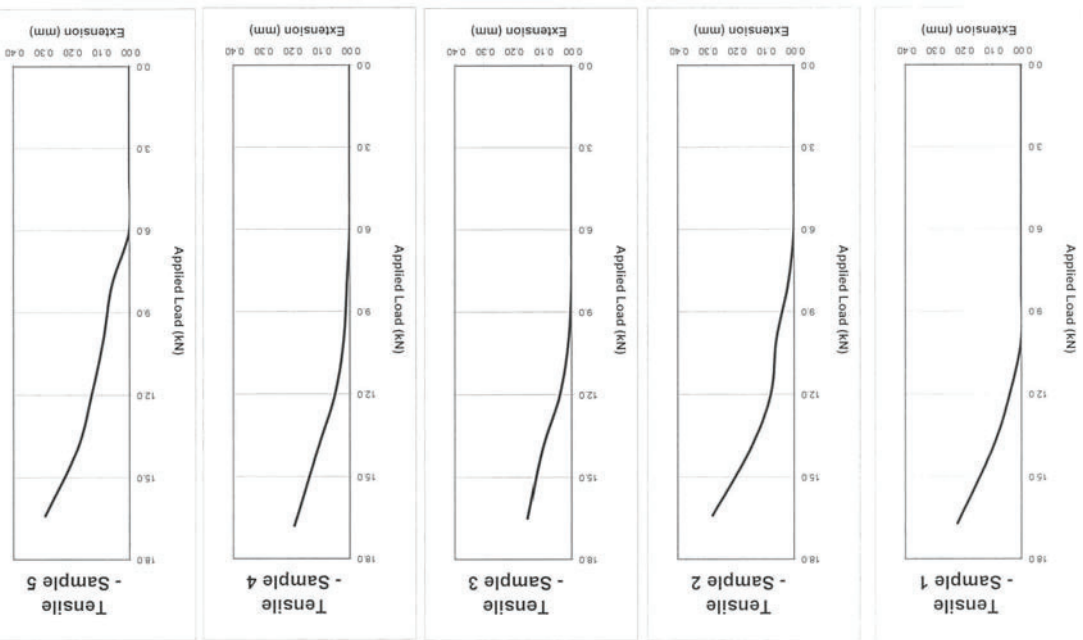 Tensile
- Sample 1
Applied Load (kN)
18.0
15.0
12.0
9.0
6.0
3.0
0.0
0.00 0.10 0.20 0.30 0.40
Extension (mm)
Tensile
- Sample 2
Applied Load (kN)
18.0
15.0
12.0
9.0
6.0
3.0
0.0
0.00 0.10 0.20 0.30 0.40
Extension (mm)
Tensile
- Sample 3
Applied Load (kN)
18.0
15.0
12.0
9.0
6.0
3.0
0.0
0.00 0.10 0.20 0.30 0.40
Extension (mm)
Tensile
- Sample 4
Applied Load (kN)
18.0
15.0
12.0
9.0
6.0
3.0
0.0
0.00 0.10 0.20 0.30 0.40
Extension (mm)
Tensile
- Sample 5
Applied Load (kN)
18.0
15.0
12.0
9.0
6.0
3.0
0.0
0.00 0.10 0.20 0.30 0.40
Extension (mm)